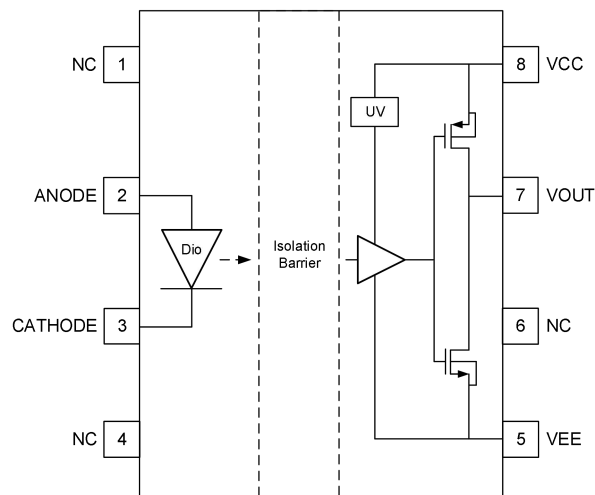 NC 1
8 VCC
UV
ANODE 2
7 VOUT
Dio
Isolation
Barrier
CATHODE 3
6 NC
NC 4
5 VEE